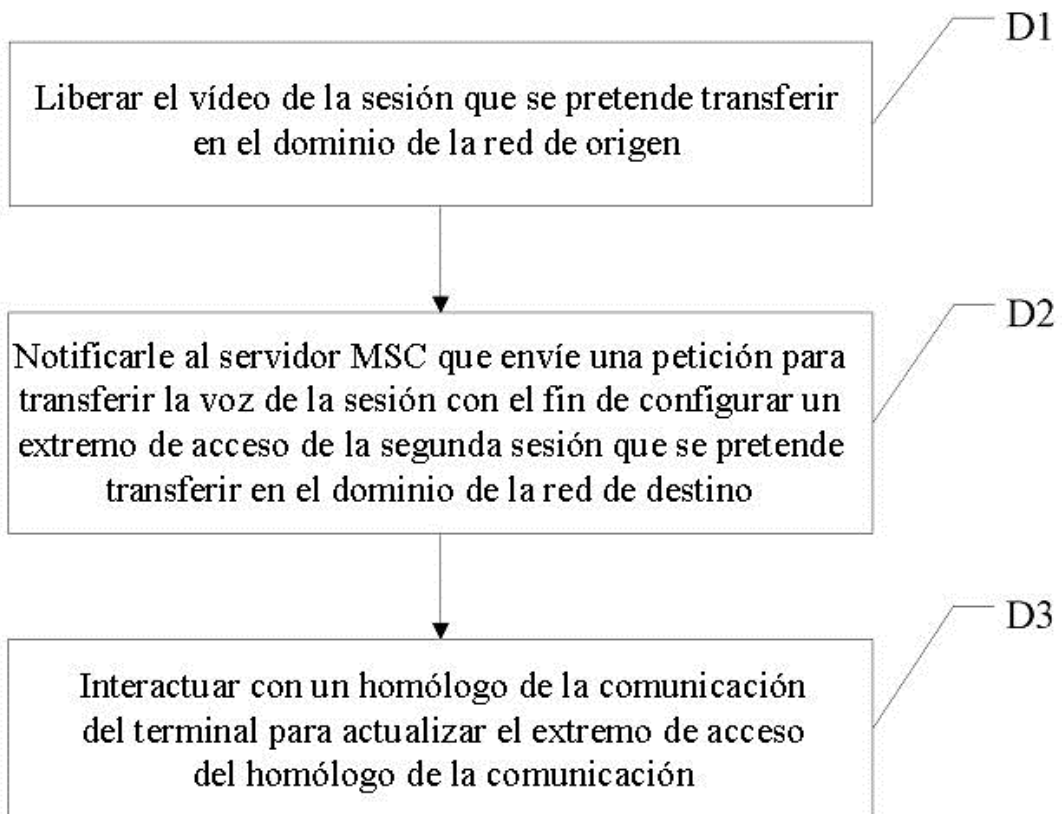 D1
Liberar el vídeo de la sesión que se pretende transferir
en el dominio de la red de origen
D2
Notificarle al servidor MSC que envíe una petición para
transferir la voz de la sesión con el fin de configurar un
extremo de acceso de la segunda sesión que se pretende
transferir en el dominio de la red de destino
D3
Interactuar con un homólogo de la comunicación
del terminal para actualizar el extremo de acceso
del homólogo de la comunicación